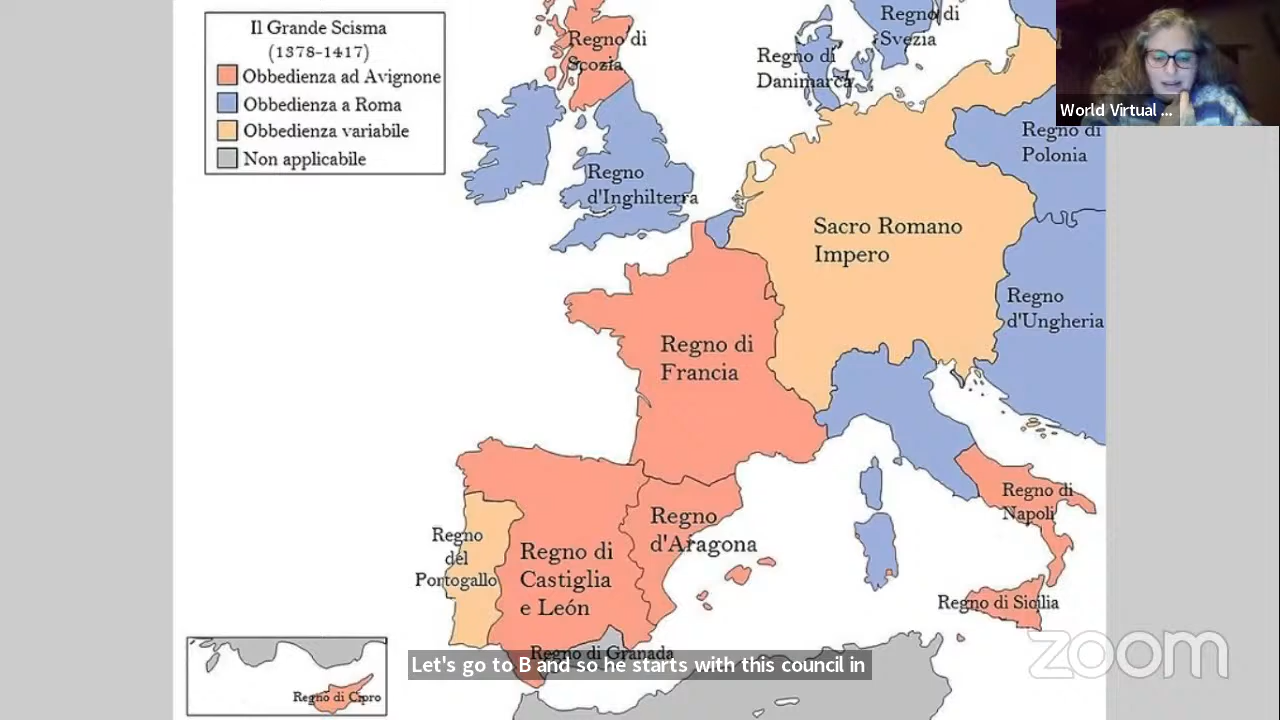 Il Grande Scisma
(1378-1417)
Obbedienza ad Avignone
Obbedienza a Roma
Obbedienza variabile
Non applicabile
Regno di
Scozia
Regno di
Danimarca
Regno di
Svezia
World Virtual ...
Regno di
Polonia
Regno
d'Inghilterra
Sacro Romano
Impero
Regno
d'Ungheria
Regno di
Francia
Regno
d'Aragona
Regno di
Napoli
Regno
del
Portogallo
Regno di
Castiglia
e León
Regno di Sicilia
Regno di Granada
Regno di Cipro
Let's go to B and so he starts with this council in
zoom